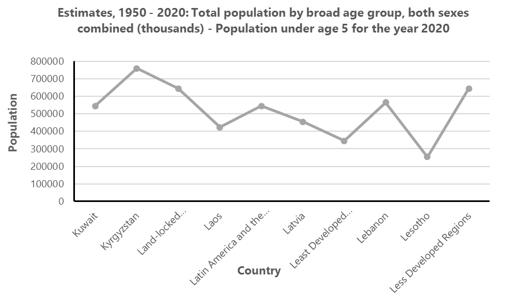 Estimates, 1950 - 2020: Total population by broad age group, both sexes
combined (thousands) - Population under age 5 for the year 2020
Population
800000
700000
600000
500000
400000
300000
200000
100000
0
Kuwait
Kyrgyzstan
Land-locked...
Laos
Latin America and the...
Latvia
Least Developed...
Lebanon
Lesotho
Less Developed Regions
Country